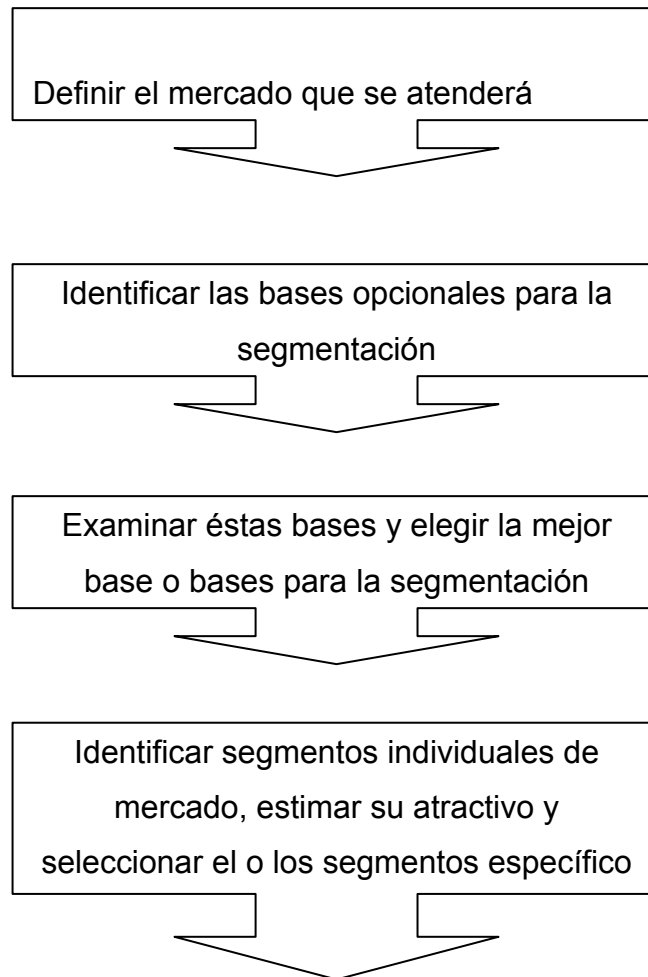 Definir el mercado que se atenderá
Identificar las bases opcionales para la
segmentación
Examinar éstas bases y elegir la mejor
base o bases para la segmentación
Identificar segmentos individuales de
mercado, estimar su atractivo y
seleccionar el o los segmentos específico